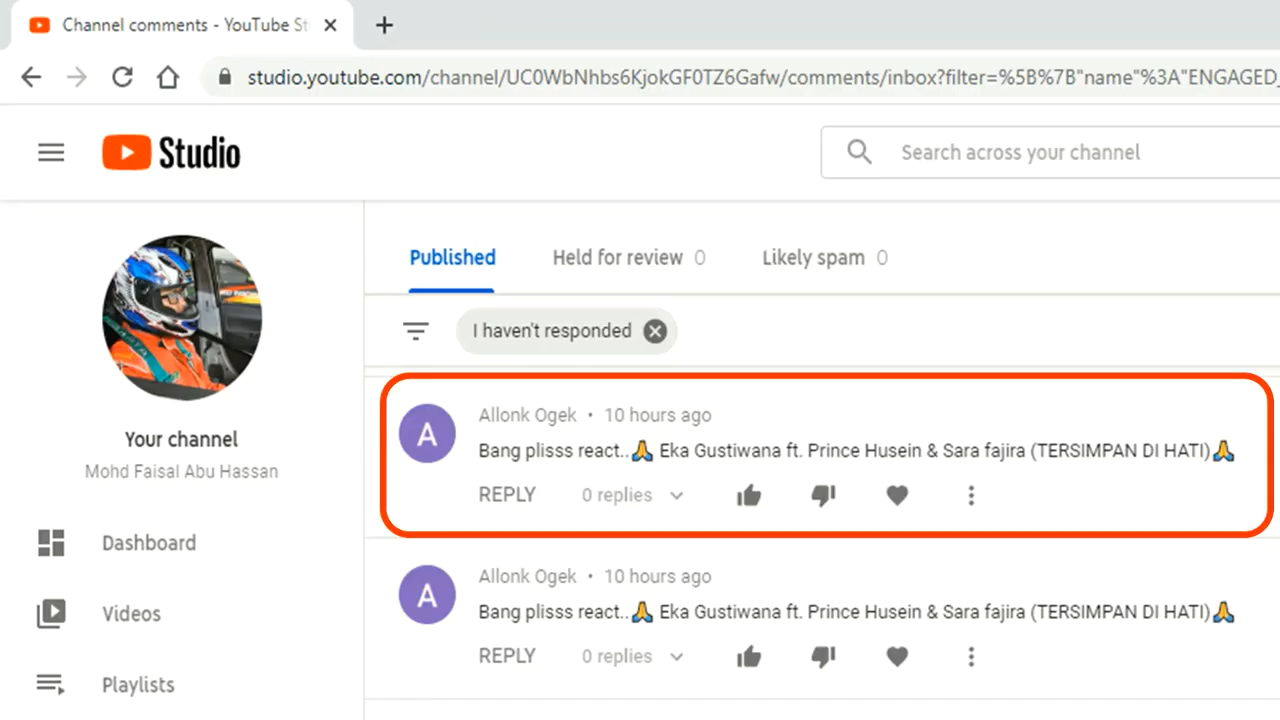 Channel comments - YouTube St
studio.youtube.com/channel/UC0WbNhbs6KjokGF0TZ6Gafw/comments/inbox?filter=%5B%7B"name"%3A"ENGAGED_
Studio
Search across your channel
Your channel
Mohd Faisal Abu Hassan
Dashboard
Videos
Playlists
Published
Held for review 0
Likely spam 0
I haven't responded
A
Allonk Ogek • 10 hours ago
Bang plisss react..🙏 Eka Gustiwana ft. Prince Husein & Sara fajira (TERSIMPAN DI HATI)🙏
REPLY 0 replies
A
Allonk Ogek • 10 hours ago
Bang plisss react..🙏 Eka Gustiwana ft. Prince Husein & Sara fajira (TERSIMPAN DI HATI)🙏
REPLY 0 replies